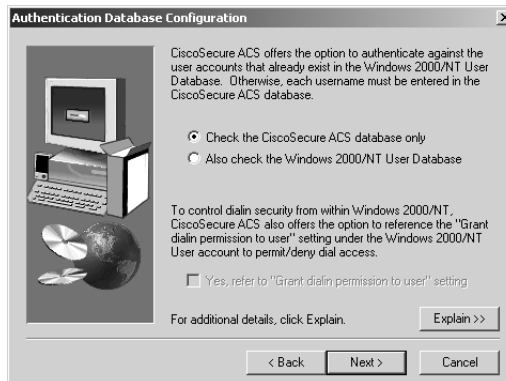 Authentication Database Configuration
CiscoSecure ACS offers the option to authenticate against the
user accounts that already exist in the Windows 2000/NT User
Database. Otherwise, each username must be entered in the
CiscoSecure ACS database.
Check the CiscoSecure ACS database only
Also check the Windows 2000/NT User Database
To control dialin security from within Windows 2000/NT,
CiscoSecure ACS also offers the option to reference the "Grant
dialin permission to user" setting under the Windows 2000/NT
User account to permit/deny dial access.
Yes, refer to "Grant dialin permission to user" setting
For additional details, click Explain.
Explain >>
< Back
Next >
Cancel